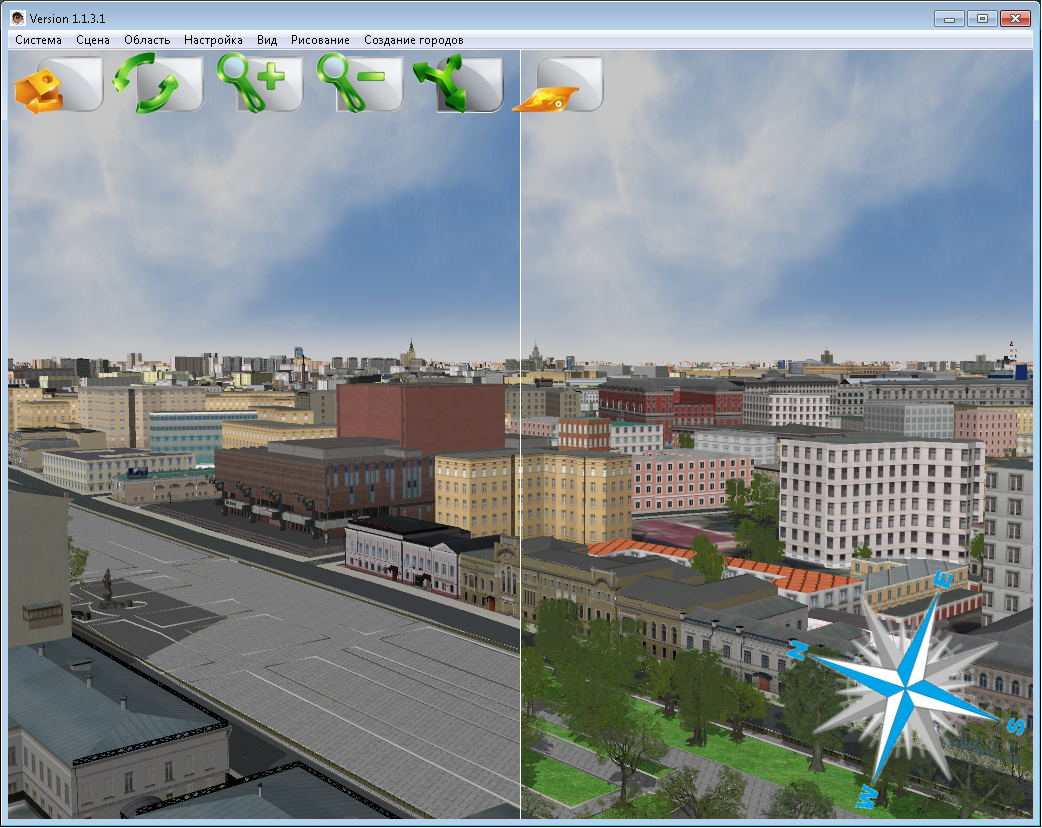 Version 1.1.3.1
Система Сцена Область Настройка Вид Рисование Создание городов
E
N
S
W